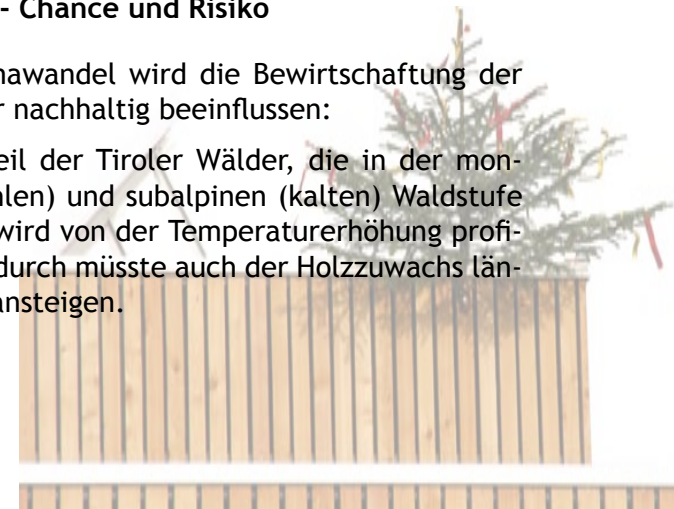 - Chance und Risiko
nawandel wird die Bewirtschaftung der
r nachhaltig beeinflussen:
eil der Tiroler Wälder, die in der mon-
hlen) und subalpinen (kalten) Waldstufe
wird von der Temperaturerhöhung profi-
durch müsste auch der Holzzuwachs län-
ansteigen.